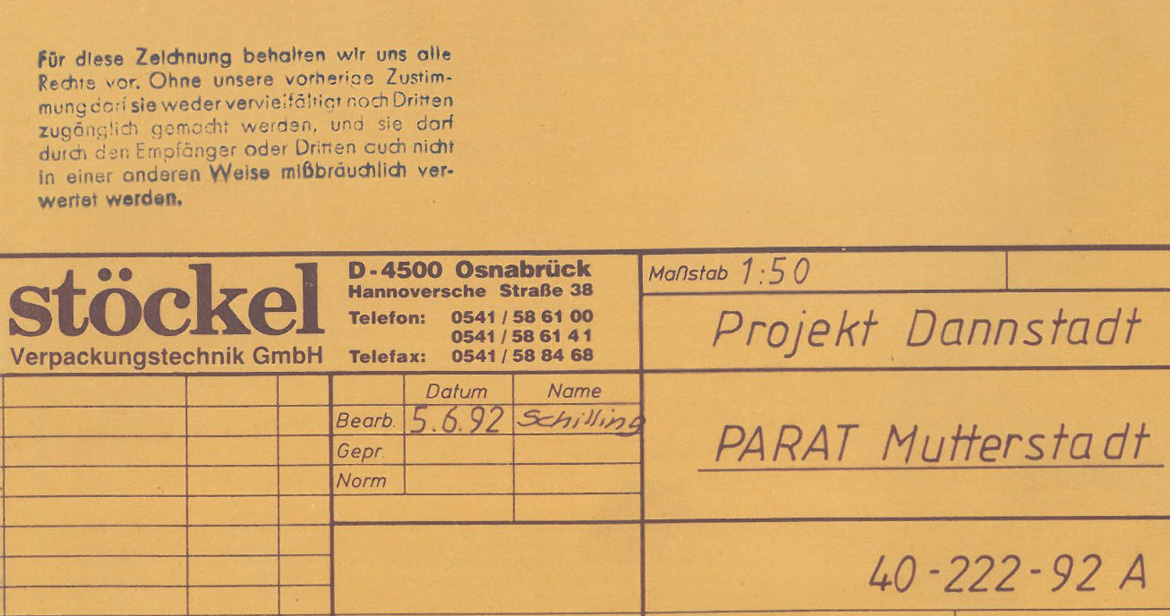 Für diese Zeichnung behalten wir uns alle
Rechte vor. Ohne unsere vorherige Zustim-
mung darf sie weder vervielfältigt noch Dritten
zugänglich gemacht werden, und sie darf
durch den Empfänger oder Dritten auch nicht
in einer anderen Weise mißbräuchlich ver-
wertet werden.
stöckel
Verpackungstechnik GmbH
D-4500 Osnabrück
Hannoversche Straße 38
Telefon: 0541/58 61 00
0541/58 61 41
Telefax: 0541/58 84 68
Maßstab 1:50
Projekt Dannstadt
Datum Name
Bearb. 5.6.92 Schilling
Gepr.
Norm
PARAT Mutterstadt
40-222-92 A